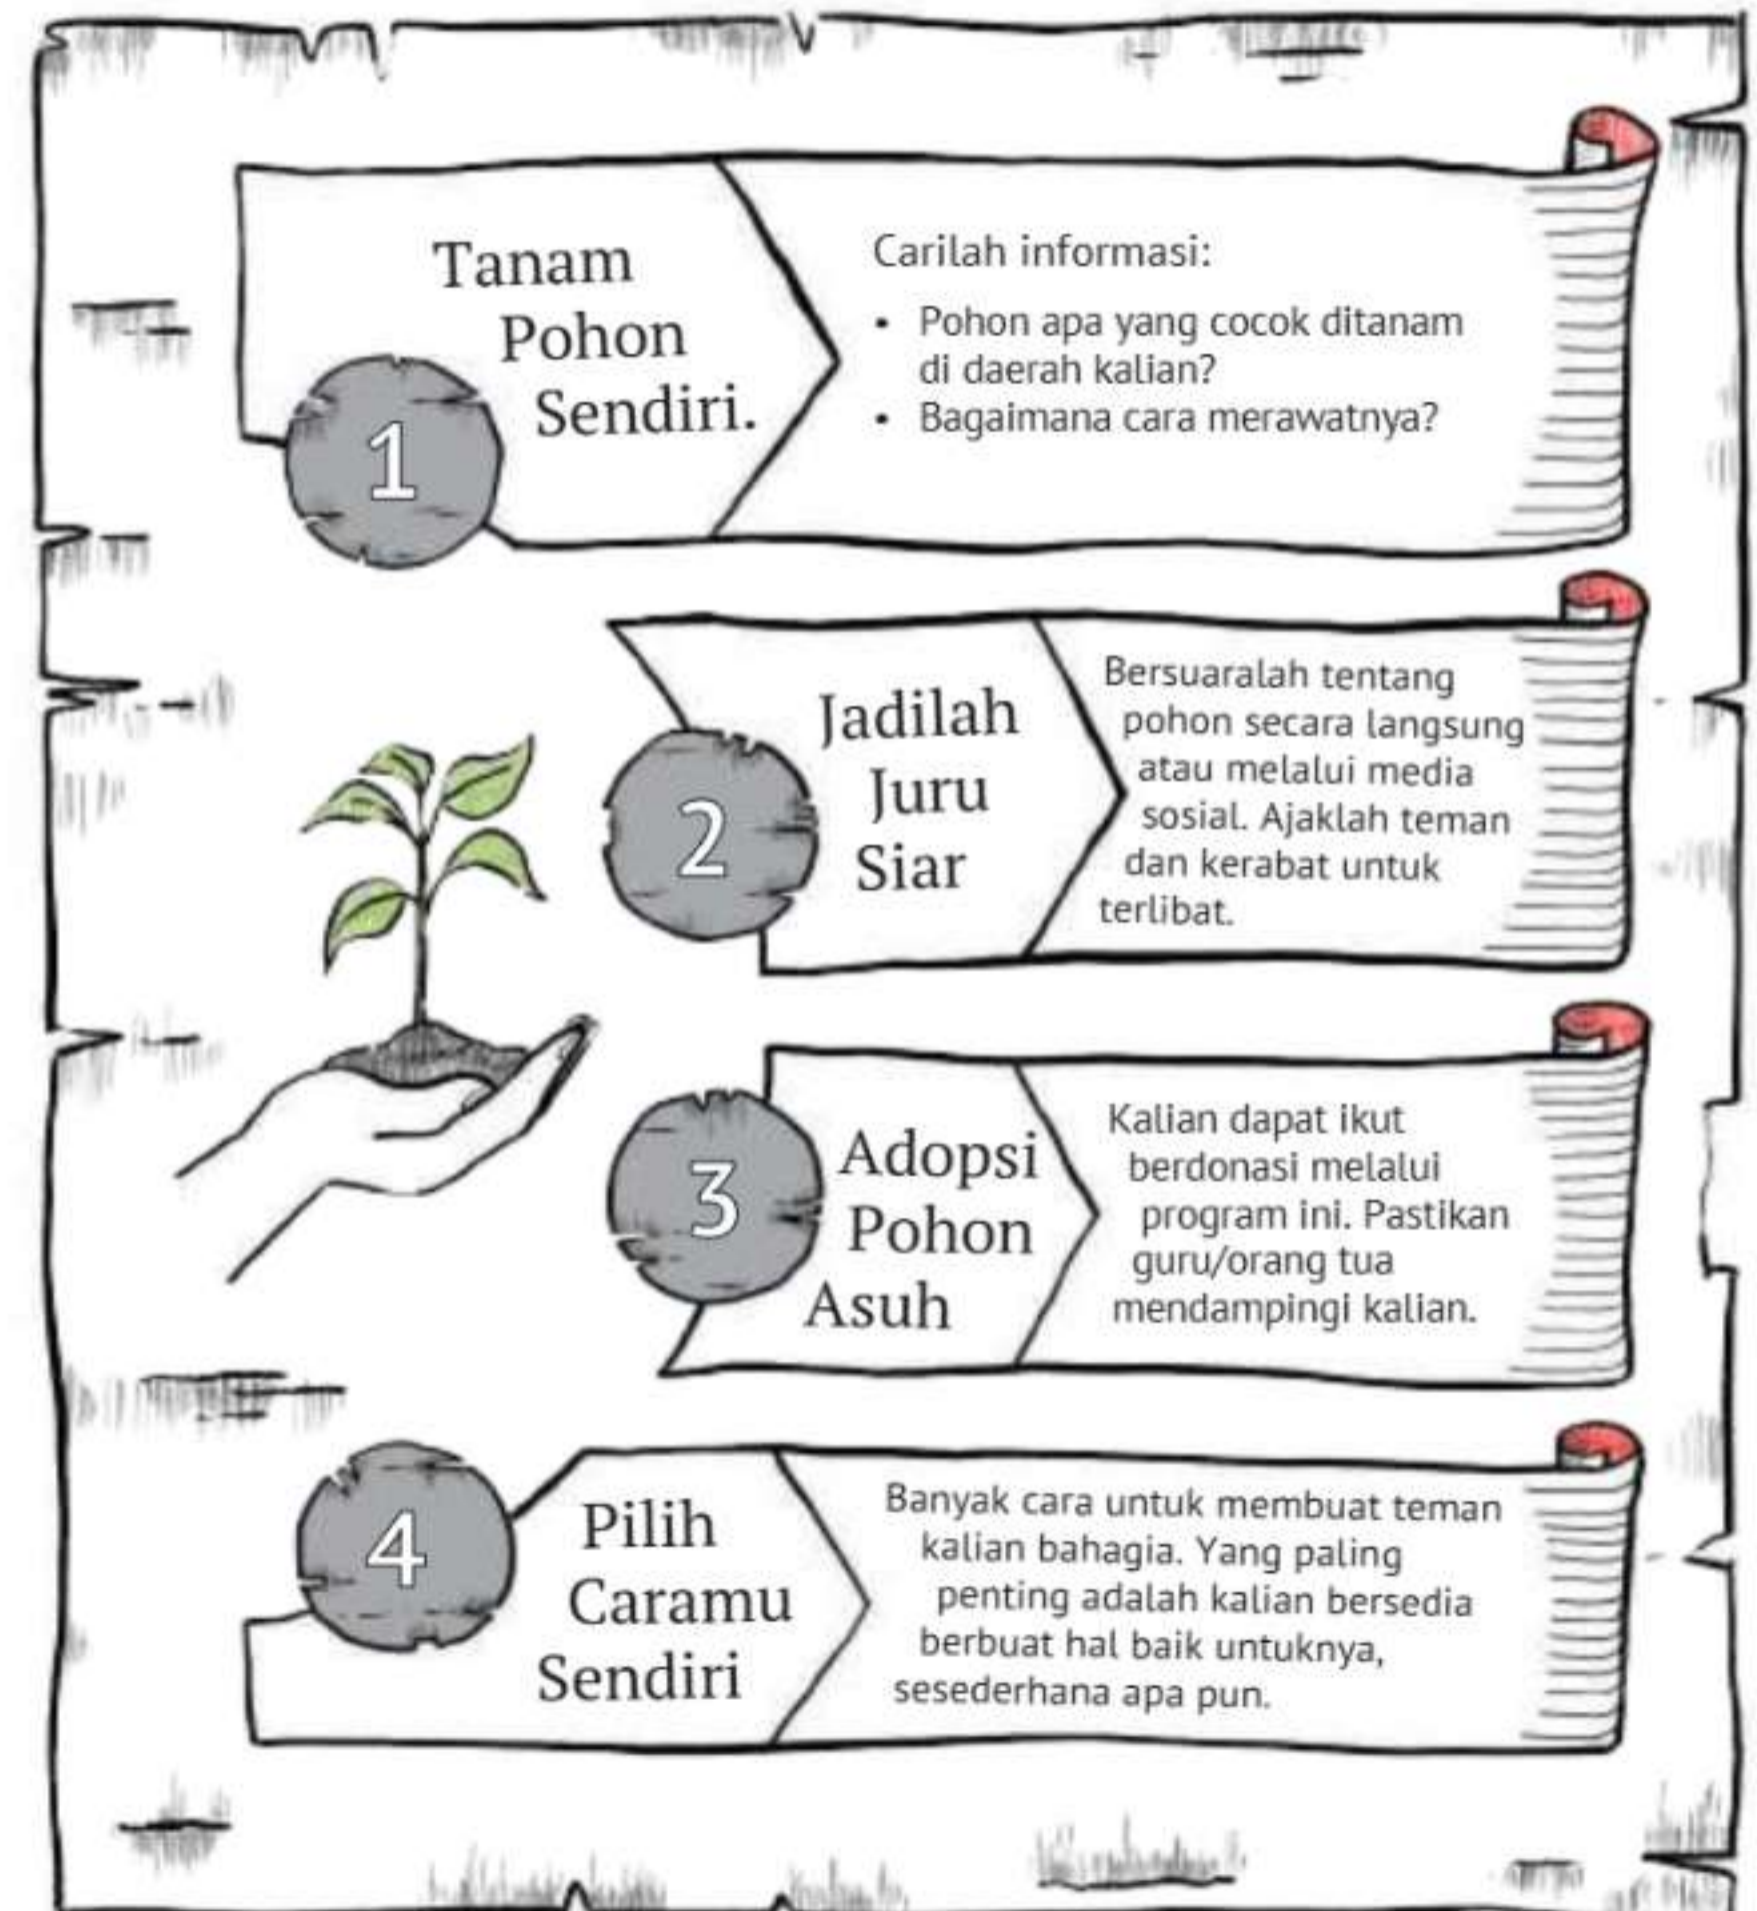 Tanam
Pohon
Sendiri.
1
Carilah informasi:
• Pohon apa yang cocok ditanam
di daerah kalian?
• Bagaimana cara merawatnya?
Jadilah
Juru
Siar
2
Bersuaralah tentang
pohon secara langsung
atau melalui media
sosial. Ajaklah teman
dan kerabat untuk
terlibat.
Adopsi
Pohon
Asuh
3
Kalian dapat ikut
berdonasi melalui
program ini. Pastikan
guru/orang tua
mendampingi kalian.
4
Pilih
Caramu
Sendiri
Banyak cara untuk membuat teman
kalian bahagia. Yang paling
penting adalah kalian bersedia
berbuat hal baik untuknya,
sesederhana apa pun.